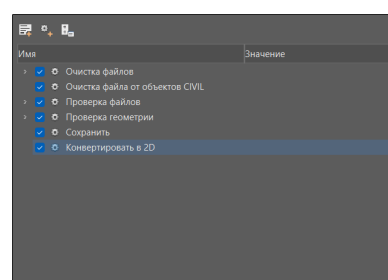 Имя Значение
Очистка файлов
Очистка файла от объектов CIVIL
Проверка файлов
Проверка геометрии
Сохранить
Конвертировать в 2D